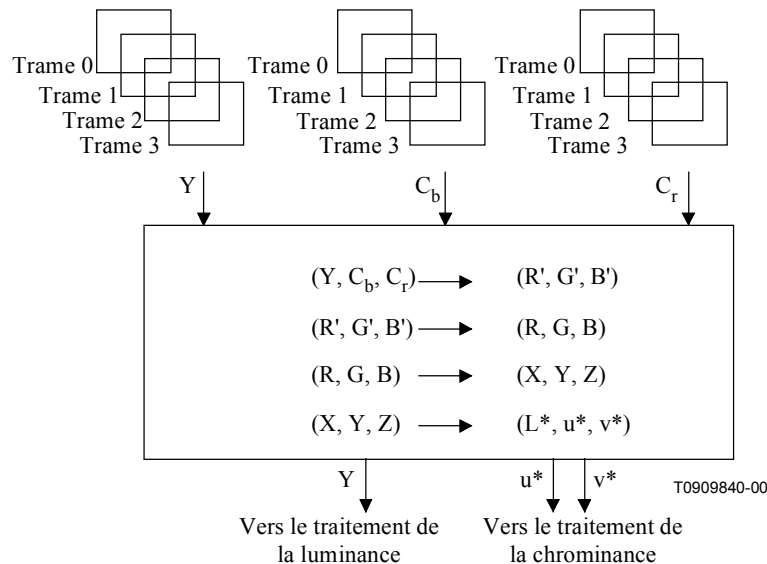 Trame 0 Trame 0 Trame 0
Trame 1 Trame 1 Trame 1
Trame 2 Trame 2 Trame 2
Trame 3 Trame 3 Trame 3
Y C_b C_r
(Y, C_b, C_r) → (R', G', B')
(R', G', B') → (R, G, B)
(R, G, B) → (X, Y, Z)
(X, Y, Z) → (L*, u*, v*)
Y u* v*
T0909840-00
Vers le traitement de la luminance
Vers le traitement de la chrominance